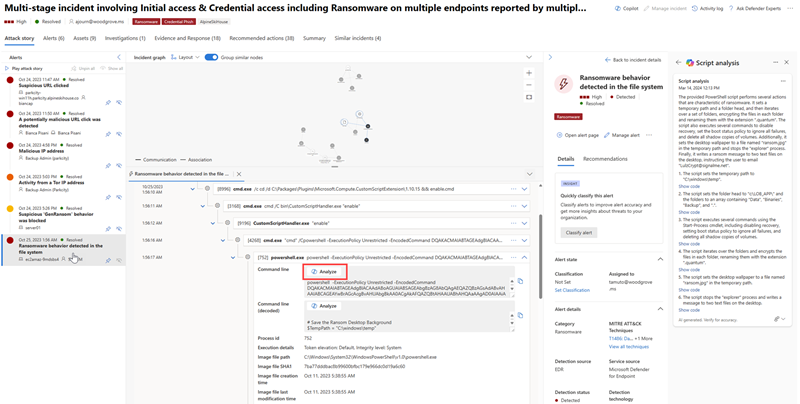 Multi-stage incident involving Initial access & Credential access including Ransomware on multiple endpoints reported by multipl...
Copilot
Manage incident
Activity log
Ask Defender Experts
High
Resolved
Ransomware
Credential Phish
Attack story
Alerts (6)
Assets (9)
Investigations (1)
Evidence and Response (18)
Recommended actions (38)
Summary
Similar incidents (4)
Alerts
Play attack story
Unpin all
Show all
Oct 24, 2023 11:47 AM
Resolved
Suspicious URL clicked
parkcity-
Oct 24, 2023 11:50 AM
Resolved
A potentially malicious URL click was
detected
Bianca Pisani
Bianca Pisani
Oct 24, 2023 4:58 PM
Resolved
Malicious IP address
Backup Admin (parkcity)
Oct 24, 2023 5:05 PM
Resolved
Activity from a Tor IP address
Backup Admin (parkcity)
Oct 25, 2023 5:28 PM
Resolved
Suspicious 'GenRansom' behavior
was blocked
server01
Oct 25, 2023 1:56 AM
Resolved
Ransomware behavior detected in the
file system
Incident graph
Layout
Group similar nodes
Communication
Association
Ransomware behavior detected in the file sy...
10/25/2023
1:56:10 AM
[8996] cmd.exe /c cd /d C:\Packages\Plugins\Microsoft.Compute.CustomScriptExtension\1.10.15 && enable.cmd
1:56:11 AM
[3168] cmd.exe cmd /C bin\CustomScriptHandler.exe "enable"
1:56:12 AM
[9196] CustomScriptHandler.exe "enable"
1:56:16 AM
[4268] cmd.exe "cmd" /Cpowershell -ExecutionPolicy Unrestricted -EncodedCommand
1:56:17 AM
[752] powershell.exe powershell -ExecutionPolicy Unrestricted -EncodedCommand
Command line
Analyze
powershell -ExecutionPolicy Unrestricted -EncodedCommand
Command line
(decoded)
Analyze
# Save the Ransom Desktop Background
$TempPath = "C:\windows\temp"
Process id
752
Execution details
Token elevation: Default, Integrity level: System
Image file path
C:\Windows\System32\WindowsPowerShell\v1.0\powershell.exe
Image file SHA1
Image file creation
time
Oct 11, 2023 5:38:55 AM
Image file last
modification time
Oct 11, 2023 5:38:55 AM
Back to incident details
Ransomware behavior
detected in the file system
High
Detected
Resolved
Ransomware
Open alert page
Manage alert
Details
Recommendations
INSIGHT
Quickly classify this alert
Classify alerts to improve alert accuracy and
get more insights about threats to your
organization.
Classify alert
Alert state
Classification
Not Set
Set Classification
Assigned to
Alert details
Category
Ransomware
MITRE ATT&CK
Techniques
+1 More
View all techniques
Detection source
EDR
Service source
Microsoft Defender
for Endpoint
Detection status
Detected
Detection
technology
Script analysis
Script analysis
Mar 14, 2024 12:13 PM
The provided PowerShell script performs several actions
that are characteristic of ransomware. It sets a
temporary path and a folder head, and then iterates
over a set of folders, encrypting the files in each folder
and renaming them with the extension ".quantum". The
script also executes several commands to disable
recovery, set the boot status policy to ignore all failures,
and delete all shadow copies of volumes. Additionally, it
sets the desktop wallpaper to a file named "ransom.jpg"
in the temporary path and stops the "explorer" process.
Finally, it writes a ransom message to two text files on
the desktop, instructing the user to email
1. The script sets the temporary path to
"C:\windows\temp".
Show code
2. The script sets the folder head to
and the folders to an array containing "Data", "Binaries",
"Backup", and ".".
Show code
3. The script executes several commands using the
Start-Process cmdlet, including disabling recovery,
setting boot status policy to ignore all failures, and
deleting all shadow copies of volumes.
Show code
4. The script iterates over the folders and encrypts the
files in each folder, renaming them with the extension
".quantum".
Show code
5. The script sets the desktop wallpaper to a file named
"ransom.jpg" in the temporary path.
Show code
6. The script stops the "explorer" process and writes a
message to two text files on the desktop.
Show code
AI generated. Verify for accuracy.